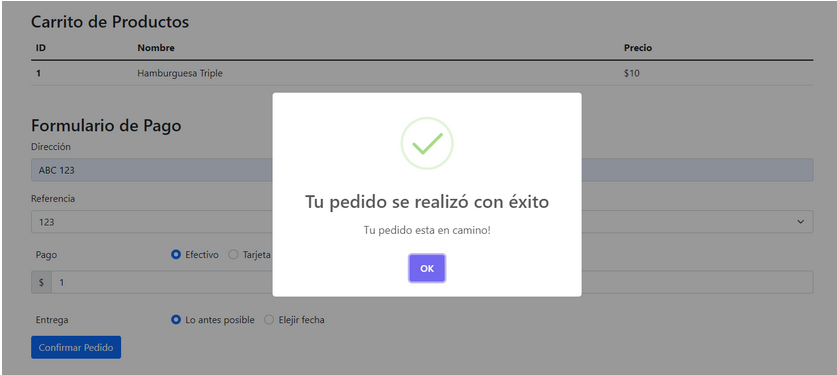 Carrito de Productos
ID Nombre Precio
1 Hamburguesa Triple $10
Formulario de Pago
Dirección
ABC 123
Referencia
123
Pago Efectivo Tarjeta
$ 1
Entrega Lo antes posible Elejir fecha
Confirmar Pedido
Tu pedido se realizó con éxito
Tu pedido esta en camino!
OK